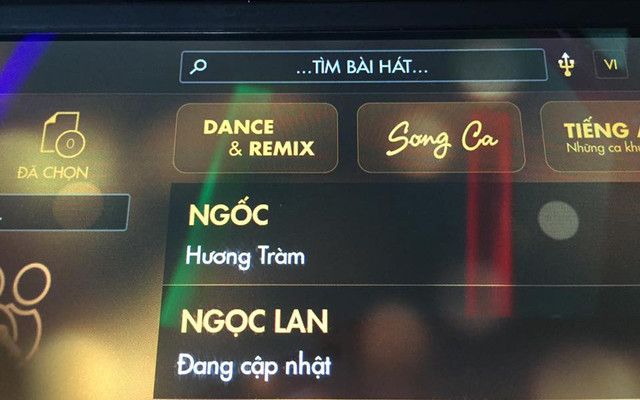 ...TÌM BÀI HÁT...
VI
0
ĐÃ CHỌN
DANCE
& REMIX
Song Ca
TIẾNG
Những ca
NGỐC
Hương Tràm
NGỌC LAN
Đang cập nhật